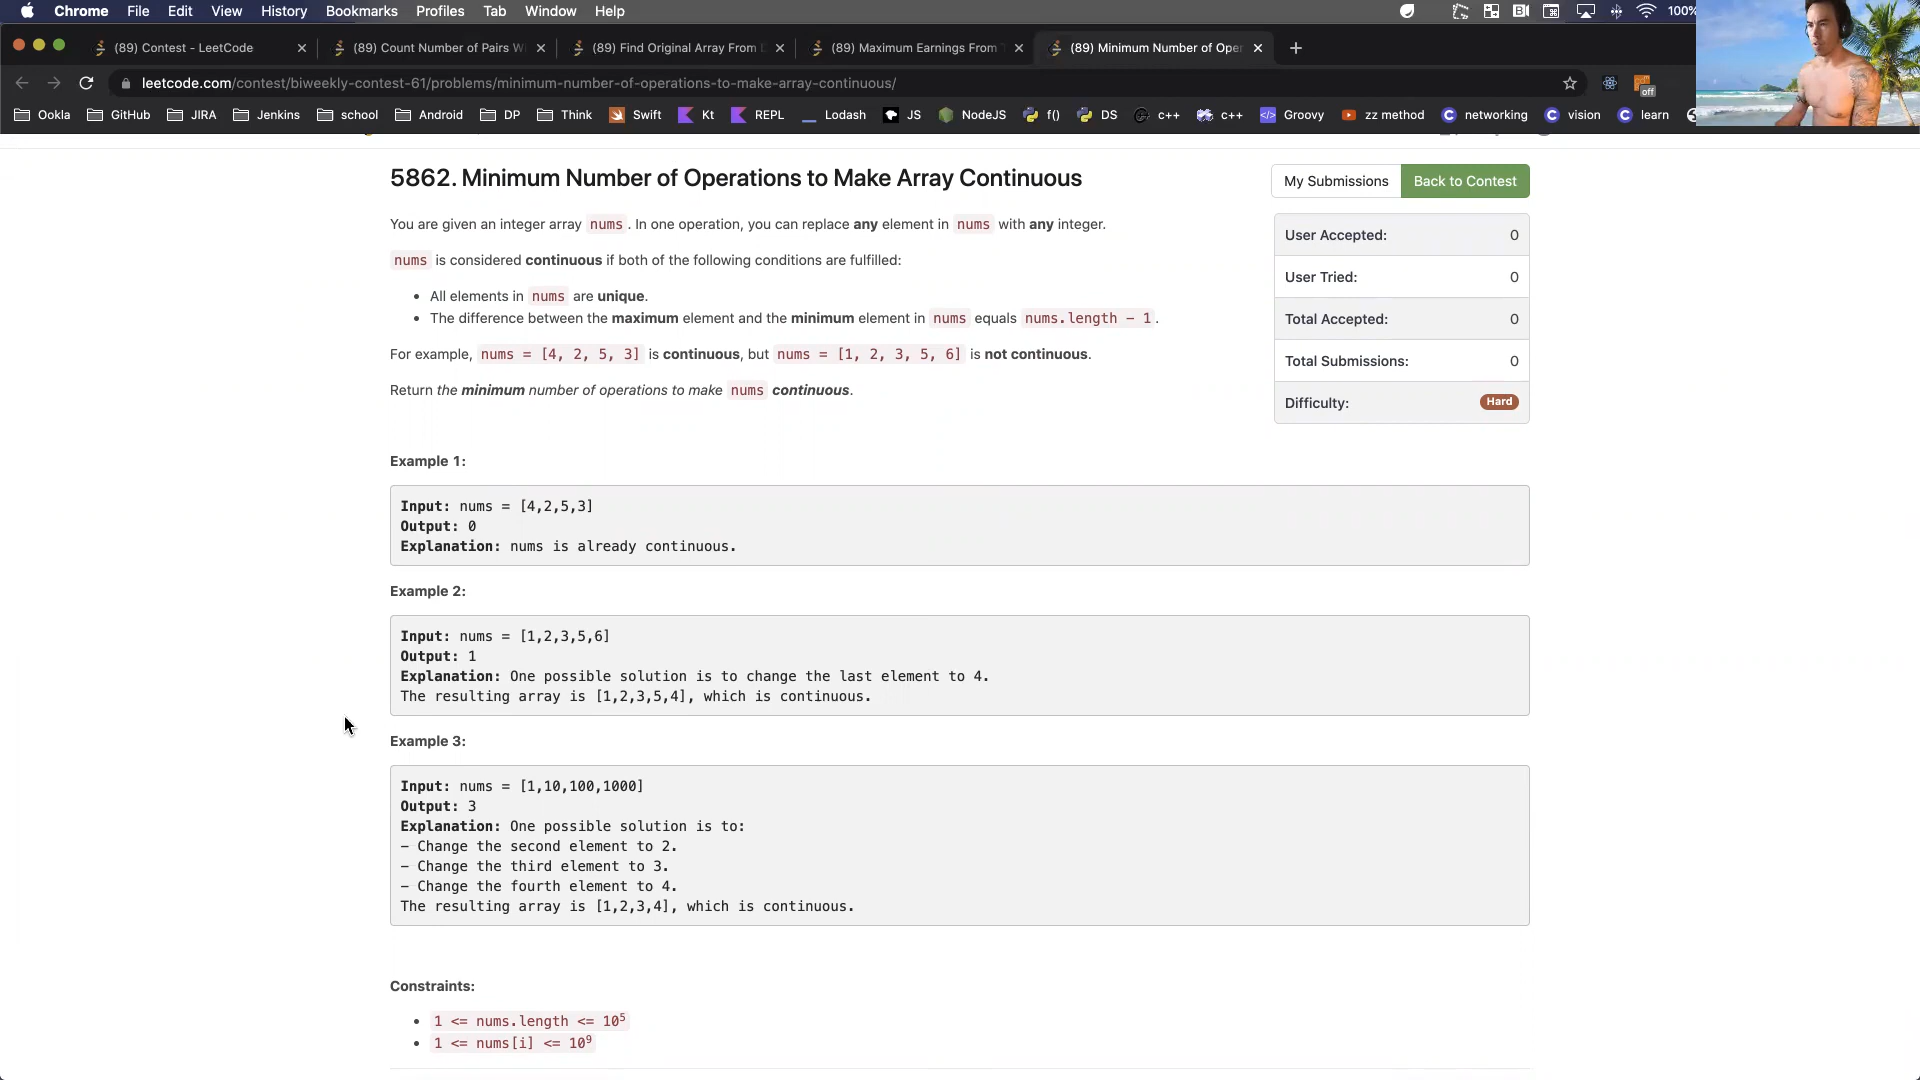 Chrome File Edit View History Bookmarks Profiles Tab Window Help 100%
(89) Contest - LeetCode (89) Count Number of Pairs W (89) Find Original Array From D (89) Maximum Earnings From T (89) Minimum Number of Oper
leetcode.com/contest/biweekly-contest-61/problems/minimum-number-of-operations-to-make-array-continuous/ off
Ookla GitHub JIRA Jenkins school Android DP Think Swift Kt REPL Lodash JS NodeJS f() DS c++ c++ Groovy zz method networking vision learn
5862. Minimum Number of Operations to Make Array Continuous
My Submissions Back to Contest
You are given an integer array nums. In one operation, you can replace any element in nums with any integer.
nums is considered continuous if both of the following conditions are fulfilled:
• All elements in nums are unique.
• The difference between the maximum element and the minimum element in nums equals nums.length - 1.
For example, nums = [4, 2, 5, 3] is continuous, but nums = [1, 2, 3, 5, 6] is not continuous.
Return the minimum number of operations to make nums continuous.
User Accepted: 0
User Tried: 0
Total Accepted: 0
Total Submissions: 0
Difficulty: Hard
Example 1:
Input: nums = [4,2,5,3]
Output: 0
Explanation: nums is already continuous.
Example 2:
Input: nums = [1,2,3,5,6]
Output: 1
Explanation: One possible solution is to change the last element to 4.
The resulting array is [1,2,3,5,4], which is continuous.
Example 3:
Input: nums = [1,10,100,1000]
Output: 3
Explanation: One possible solution is to:
- Change the second element to 2.
- Change the third element to 3.
- Change the fourth element to 4.
The resulting array is [1,2,3,4], which is continuous.
Constraints:
• 1 <= nums.length <= 10⁵
• 1 <= nums[i] <= 10⁹